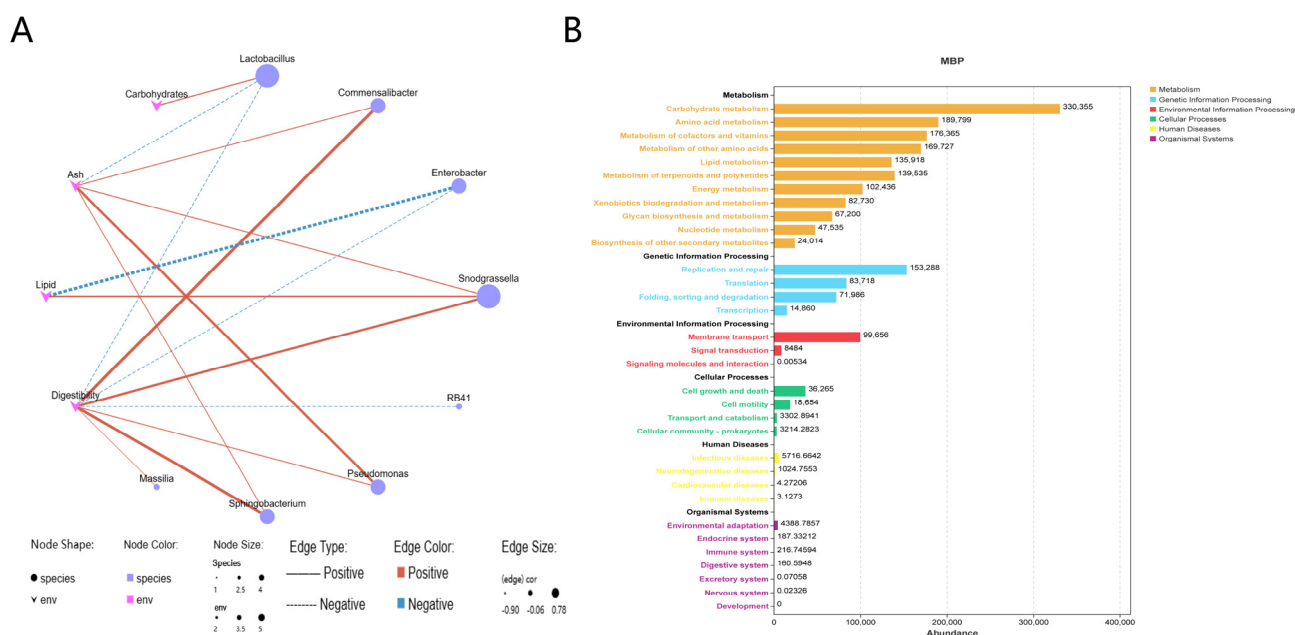 A
Lactobacillus
Commensalibacter
Carbohydrates
Ash
Enterobacter
Snodgrassella
Lipid
Digestibility
RB41
Pseudomonas
Massilia
Sphingobacterium
Node Shape:
species
env
Node Color:
species
env
Node Size:
Species
1 2.5 4
env
2 3.5 5
Edge Type:
Positive
Negative
Edge Color:
Positive
Negative
Edge Size:
(edge) cor
-0.90 -0.06 0.78
B
MBP
Metabolism
Carbohydrate metabolism 330,355
Amino acid metabolism 189,799
Metabolism of cofactors and vitamins 176,365
Metabolism of other amino acids 169,727
Lipid metabolism 135,918
Metabolism of terpenoids and polyketides 139,535
Energy metabolism 102,436
Xenobiotics biodegradation and metabolism 82,730
Glycan biosynthesis and metabolism 67,200
Nucleotide metabolism 47,535
Biosynthesis of other secondary metabolites 24,014
Genetic Information Processing
Replication and repair 153,288
Translation 83,718
Folding, sorting and degradation 71,986
Transcription 14,860
Environmental Information Processing
Membrane transport 99,656
Signal transduction 8484
Signaling molecules and interaction 0.00534
Cellular Processes
Cell growth and death 36,265
Cell motility 18,654
Transport and catabolism 3302.8941
Cellular community - prokaryotes 3214.2823
Human Diseases
Infectious diseases 5716.6642
Neurodegenerative diseases 1024.7553
Cardiovascular diseases 4.27206
Immune diseases 3.1273
Organismal Systems
Environmental adaptation 4388.7857
Endocrine system 187.33212
Immune system 216.74594
Digestive system 160.5948
Excretory system 0.07058
Nervous system 0.02326
Development 0
0 100,000 200,000 300,000 400,000
Abundance
Metabolism
Genetic Information Processing
Environmental Information Processing
Cellular Processes
Human Diseases
Organismal Systems